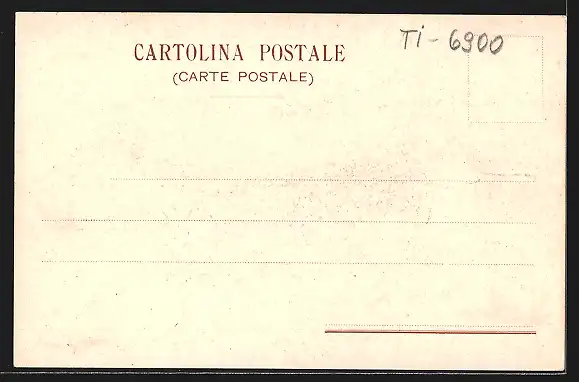 CARTOLINA POSTALE
(CARTE POSTALE)
Ti - 6900